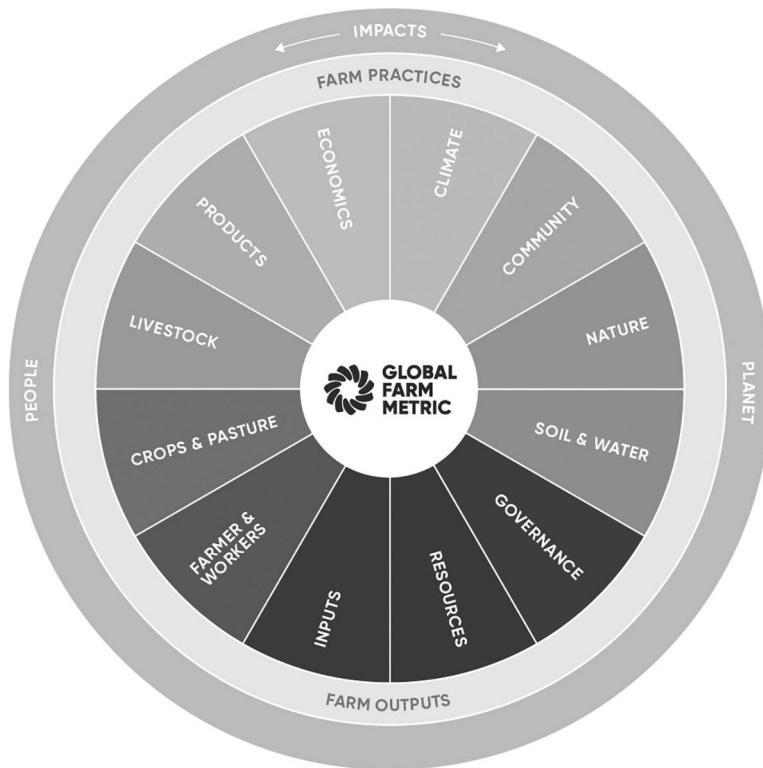 IMPACTS
FARM PRACTICES
ECONOMICS
CLIMATE
PRODUCTS
COMMUNITY
LIVESTOCK
NATURE
PEOPLE
GLOBAL
FARM
METRIC
PLANET
CROPS & PASTURE
SOIL & WATER
FARMER &
WORKERS
GOVERNANCE
INPUTS
RESOURCES
FARM OUTPUTS